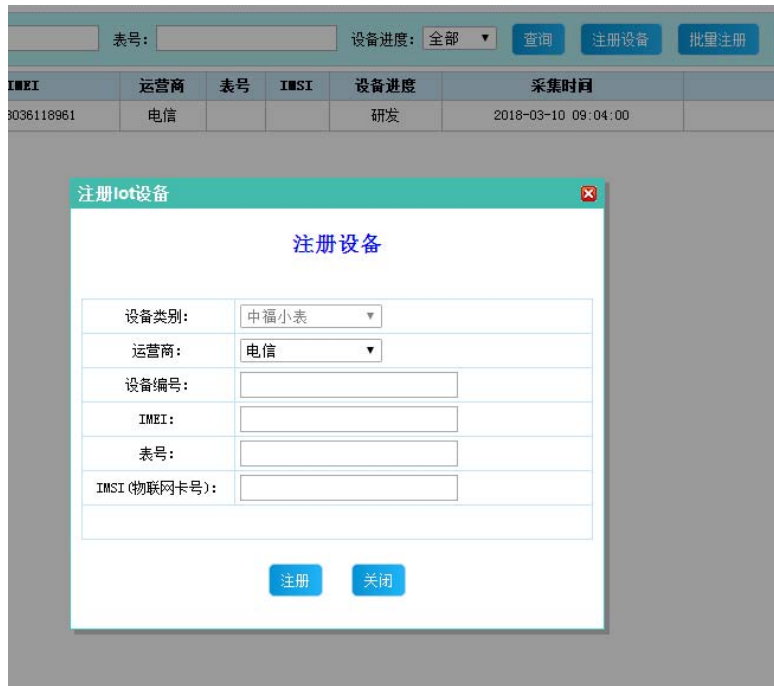 表号: 设备进度: 全部 查询 注册设备 批量注册
IMEI 运营商 表号 IMSI 设备进度 采集时间
8036118961 电信 研发 2018-03-10 09:04:00
注册Iot设备
注册设备
设备类别: 中福小表
运营商: 电信
设备编号:
IMEI:
表号:
IMSI(物联网卡号):
注册 关闭